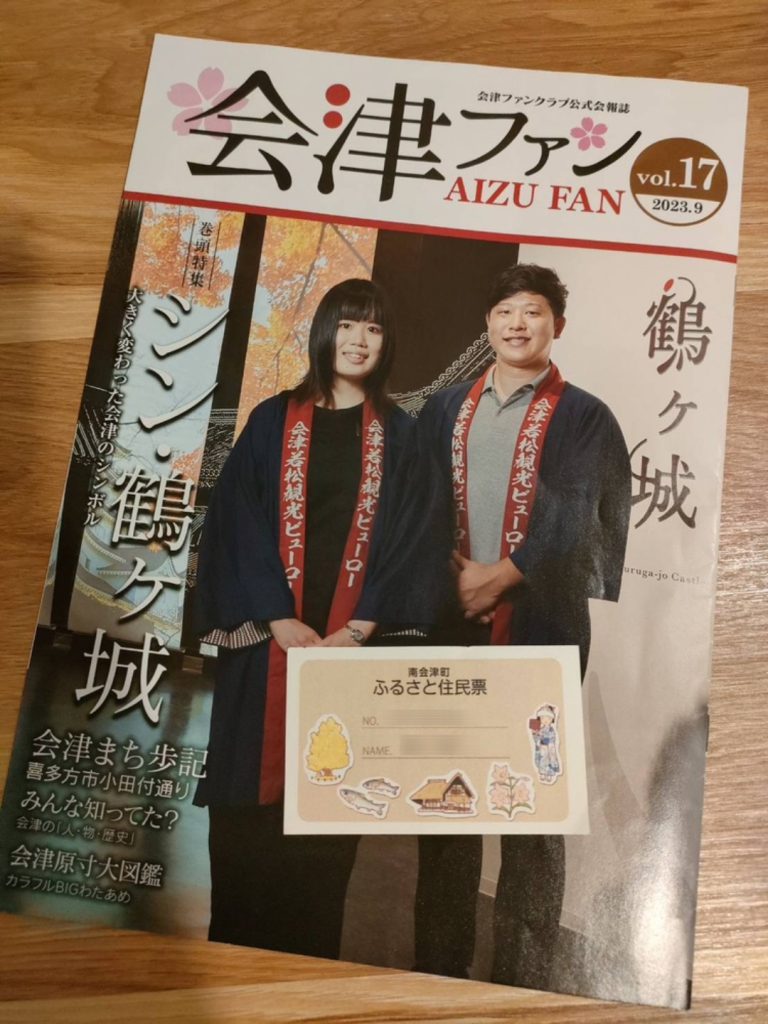 会津ファンクラブ公式会報誌
会津ファン
AIZU FAN
vol.17
2023.9
巻頭特集
シン・鶴ヶ城
大きく変わった会津のシンボル
鶴ヶ城
uruga-jo Castl
会津若松観光ビューロー
会津若松観光ビューロー
会津若松観光ビューロー
会津若松観光ビューロー
南会津町
ふるさと住民票
NO.
NAME.
会津まち歩記
喜多方市小田付通り
みんな知ってた?
会津の「人・物・歴史」
会津原寸大図鑑
カラフルBIGわたあめ